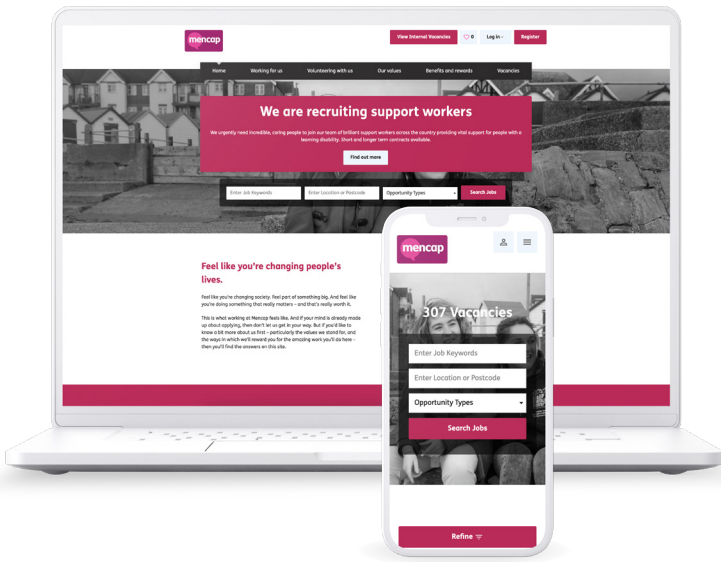 mencap
View Internal Vacancies
0
Log in
Register
Home
Working for us
Volunteering with us
Our values
Benefits and rewards
Vacancies
We are recruiting support workers
We urgently need incredible, caring people to join our team of brilliant support workers across the country providing vital support for people with a
learning disability. Short and longer term contracts available.
Find out more
Enter Job Keywords
Enter Location or Postcode
Opportunity Types
Search Jobs
Feel like you're changing people's
lives.
Feel like you're changing society. Feel part of something big. And feel like
you're doing something that really matters – and that's really worth it.
This is what working at Mencap feels like. And if your mind is already made
up about applying, then don't let us get in your way. But if you'd like to
know a bit more about us first – particularly the values we stand for, and
the ways in which we'll reward you for the amazing work you'll do here –
then you'll find the answers on this site.
mencap
307 Vacancies
Enter Job Keywords
Enter Location or Postcode
Opportunity Types
Search Jobs
Refine